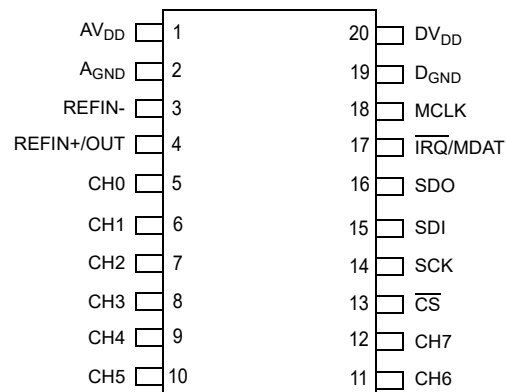 AVDD 1 20 DVDD
AGND 2 19 DGND
REFIN- 3 18 MCLK
REFIN+/OUT 4 17 IRQ/MDAT
CH0 5 16 SDO
CH1 6 15 SDI
CH2 7 14 SCK
CH3 8 13 CS
CH4 9 12 CH7
CH5 10 11 CH6